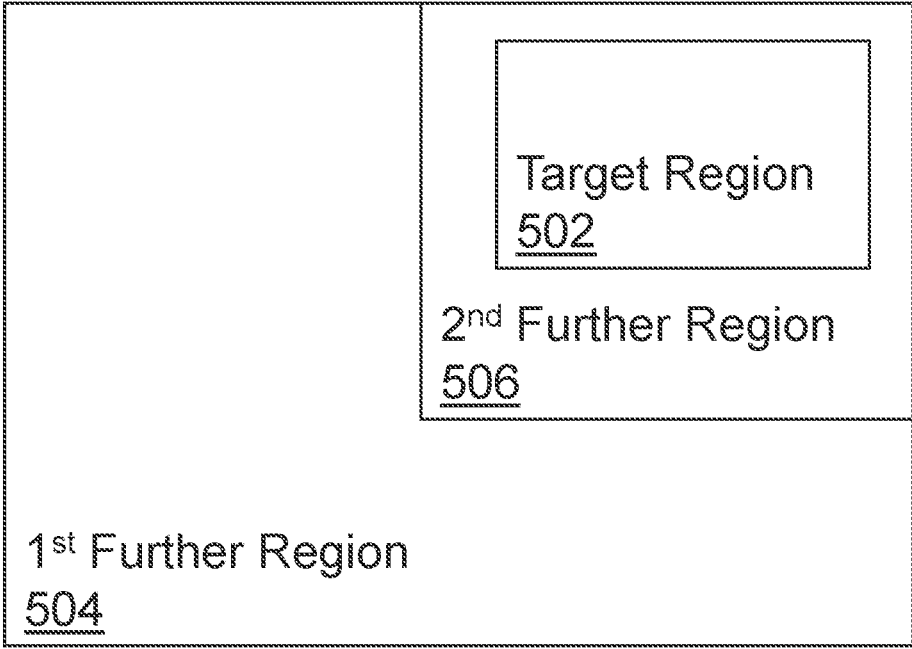 Target Region
502
2nd Further Region
506
1st Further Region
504